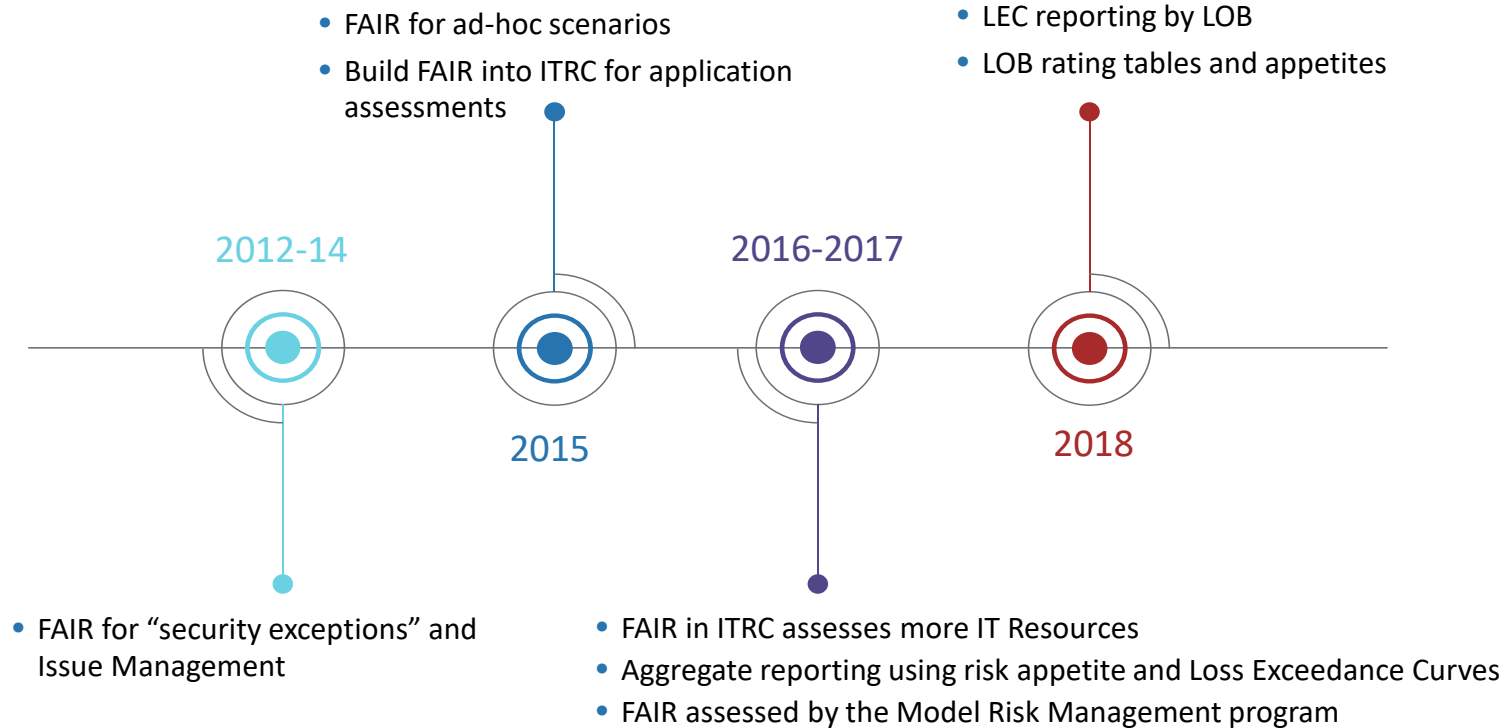 • FAIR for ad-hoc scenarios
• Build FAIR into ITRC for application
assessments
• LEC reporting by LOB
• LOB rating tables and appetites
2012-14
2016-2017
2015
2018
• FAIR for “security exceptions” and
Issue Management
• FAIR in ITRC assesses more IT Resources
• Aggregate reporting using risk appetite and Loss Exceedance Curves
• FAIR assessed by the Model Risk Management program